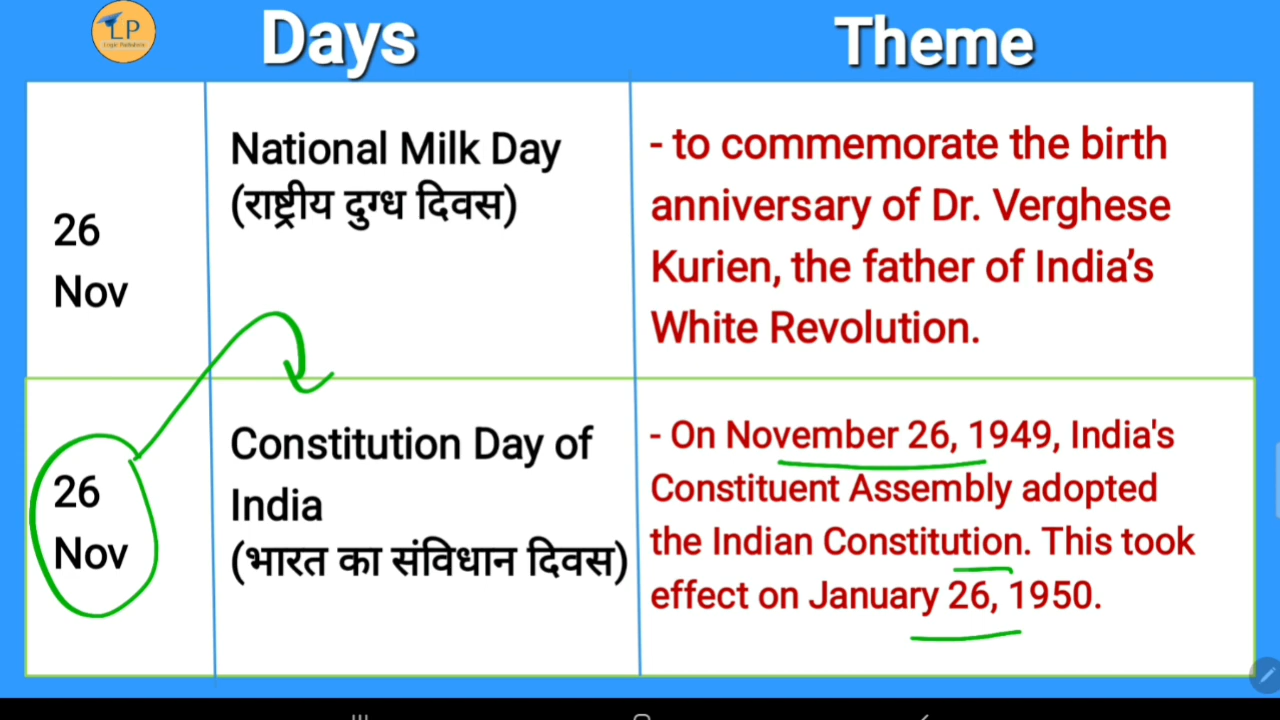 LP
Days
Theme
26
Nov
National Milk Day
(राष्ट्रीय दुग्ध दिवस)
- to commemorate the birth
anniversary of Dr. Verghese
Kurien, the father of India’s
White Revolution.
26
Nov
Constitution Day of
India
(भारत का संविधान दिवस)
- On November 26, 1949, India's
Constituent Assembly adopted
the Indian Constitution. This took
effect on January 26, 1950.